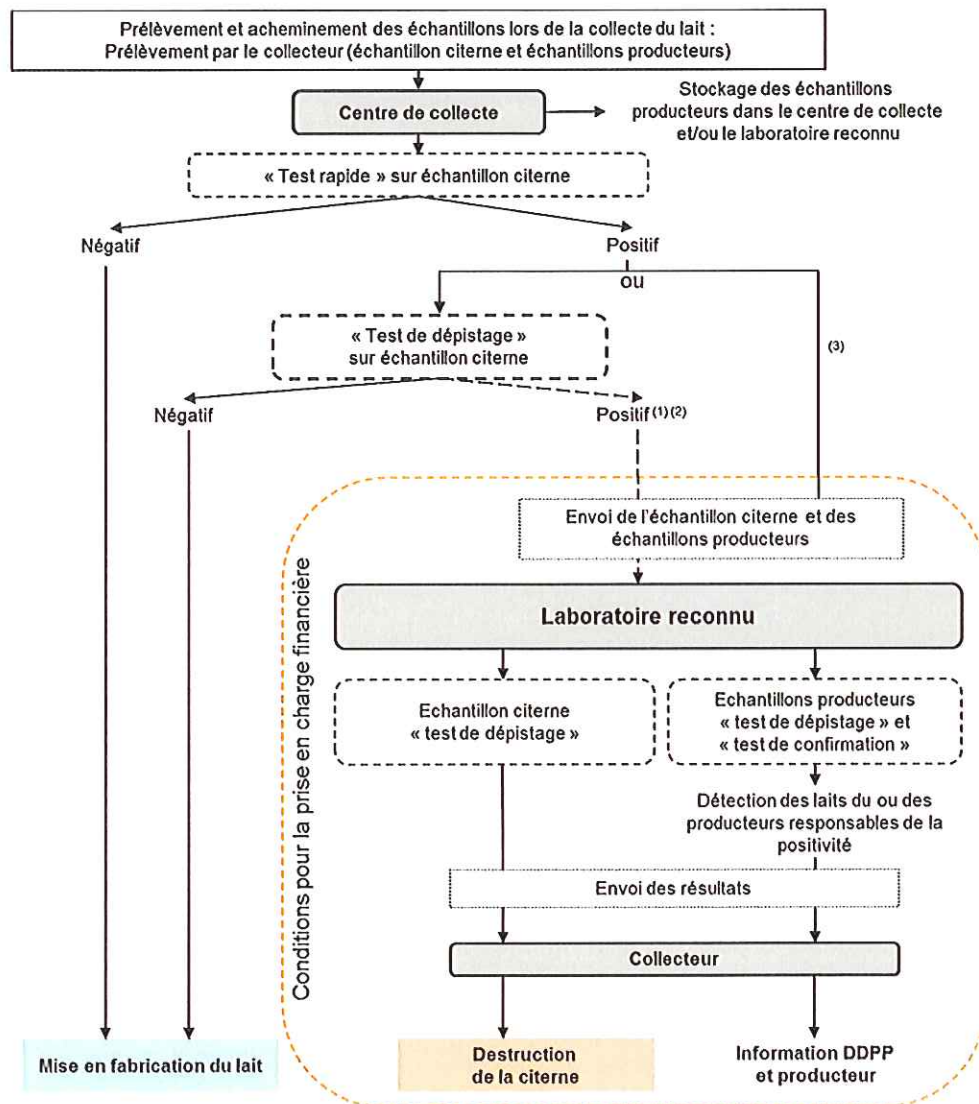 Prélèvement et acheminement des échantillons lors de la collecte du lait :
Prélèvement par le collecteur (échantillon citerne et échantillons producteurs)
Centre de collecte
Stockage des échantillons
producteurs dans le centre de collecte
et/ou le laboratoire reconnu
« Test rapide » sur échantillon citerne
Négatif
Positif
ou
« Test de dépistage »
sur échantillon citerne
(3)
Négatif
Positif (1) (2)
Envoi de l'échantillon citerne et des
échantillons producteurs
Conditions pour la prise en charge financière
Laboratoire reconnu
Echantillon citerne
« test de dépistage »
Echantillons producteurs
« test de dépistage » et
« test de confirmation »
Détection des laits du ou des
producteurs responsables de la
positivité
Envoi des résultats
Collecteur
Mise en fabrication du lait
Destruction
de la citerne
Information DDPP
et producteur